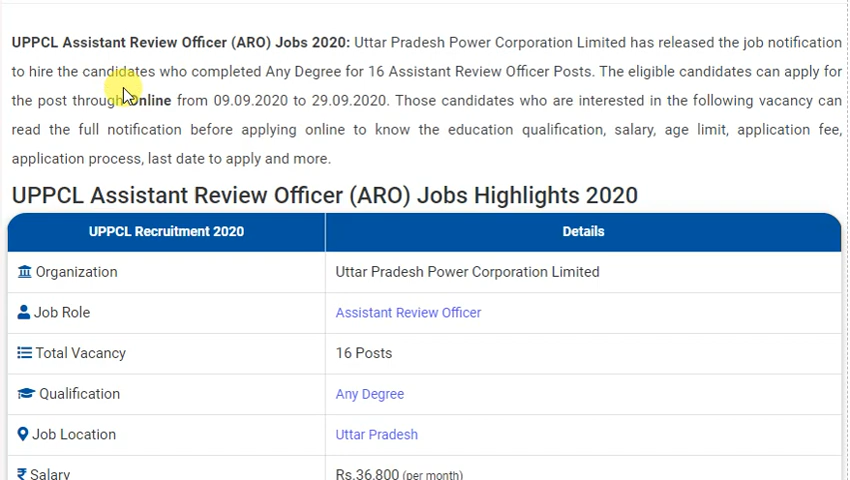 UPPCL Assistant Review Officer (ARO) Jobs 2020: Uttar Pradesh Power Corporation Limited has released the job notification
to hire the candidates who completed Any Degree for 16 Assistant Review Officer Posts. The eligible candidates can apply for
the post through Online from 09.09.2020 to 29.09.2020. Those candidates who are interested in the following vacancy can
read the full notification before applying online to know the education qualification, salary, age limit, application fee,
application process, last date to apply and more.
UPPCL Assistant Review Officer (ARO) Jobs Highlights 2020
UPPCL Recruitment 2020 Details
Organization Uttar Pradesh Power Corporation Limited
Job Role Assistant Review Officer
Total Vacancy 16 Posts
Qualification Any Degree
Job Location Uttar Pradesh
₹ Salary Rs.36,800 (per month)